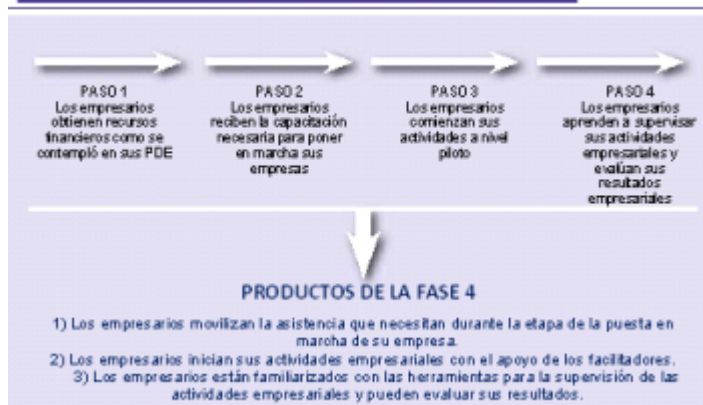 PASO 1
Los empresarios
obtienen recursos
financieros como se
contempló en sus PDE
PASO 2
Los empresarios
reciben la capacitación
necesaria para poner
en marcha sus
empresas
PASO 3
Los empresarios
comienzan sus
actividades a nivel
piloto
PASO 4
Los empresarios
aprenden a supervisar
sus actividades
empresariales y
evalúan sus
resultados
empresariales
PRODUCTOS DE LA FASE 4
1) Los empresarios movilizan la asistencia que necesitan durante la etapa de la puesta en
marcha de su empresa.
2) Los empresarios inician sus actividades empresariales con el apoyo de los facilitadores.
3) Los empresarios están familiarizados con las herramientas para la supervisión de las
actividades empresariales y pueden evaluar sus resultados.